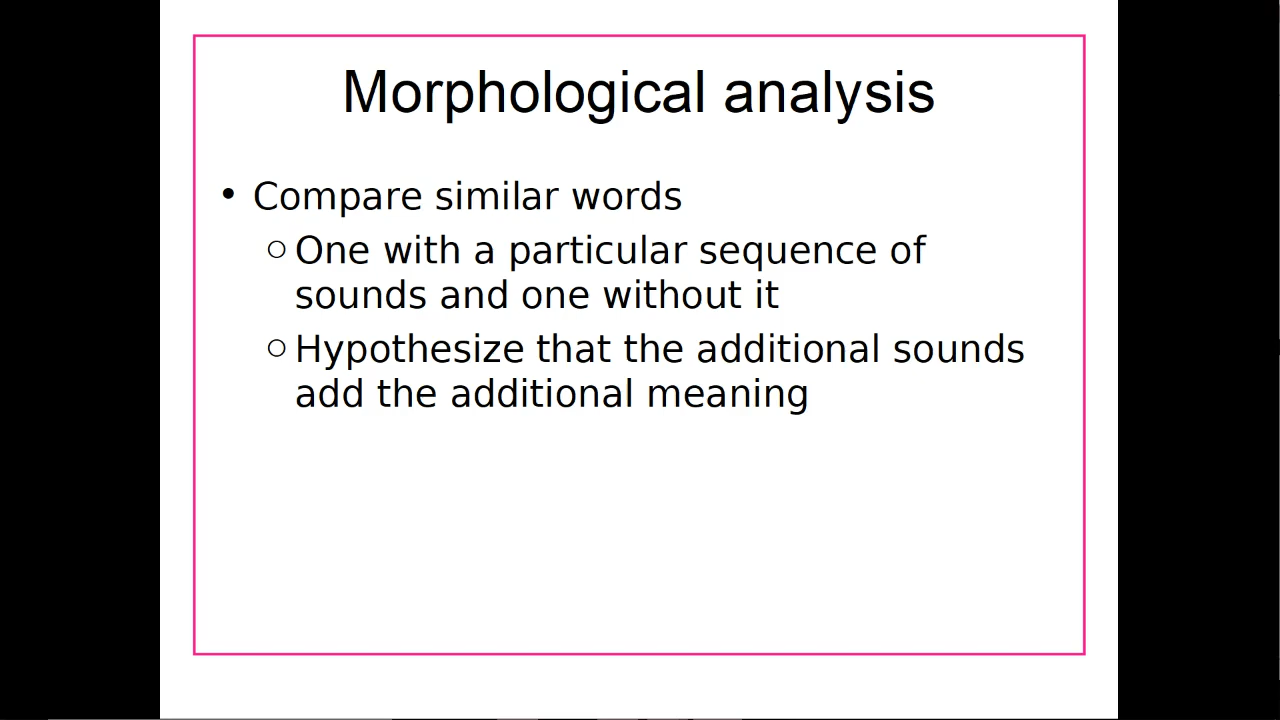 Morphological analysis
• Compare similar words
○ One with a particular sequence of
sounds and one without it
○ Hypothesize that the additional sounds
add the additional meaning